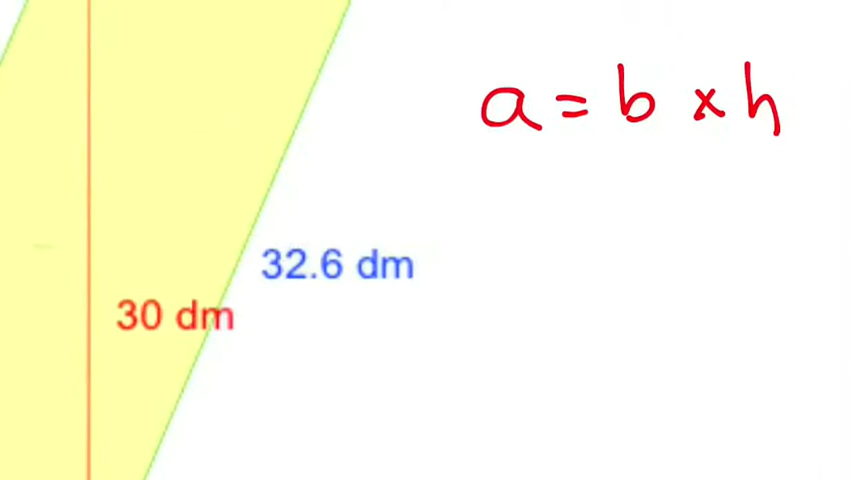 a = b × h
32.6 dm
30 dm